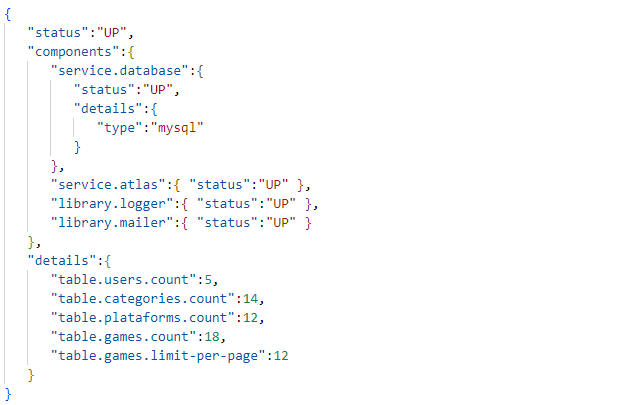 {
"status":"UP",
"components":{
"service.database":{
"status":"UP",
"details":{
"type":"mysql"
}
},
"service.atlas":{ "status":"UP" },
"library.logger":{ "status":"UP" },
"library.mailer":{ "status":"UP" }
},
"details":{
"table.users.count":5,
"table.categories.count":14,
"table.plataforms.count":12,
"table.games.count":18,
"table.games.limit-per-page":12
}
}